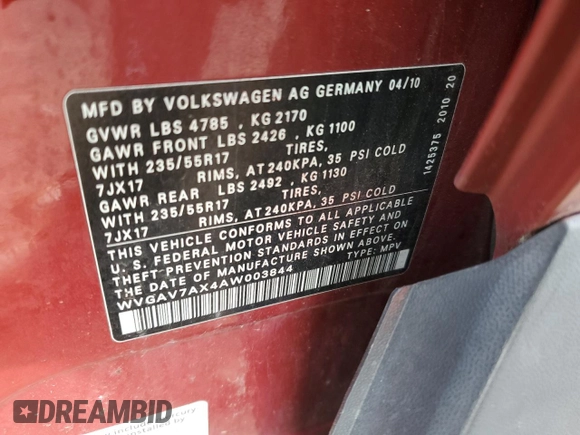 MFD BY VOLKSWAGEN AG GERMANY 04/10
GVWR LBS 4785 , KG 2170
GAWR FRONT LBS 2426 , KG 1100
WITH 235/55R17 TIRES,
7JX17 RIMS, AT 240KPA, 35 PSI COLD
GAWR REAR LBS 2492 , KG 1130
WITH 235/55R17 TIRES,
7JX17 RIMS, AT 240KPA, 35 PSI COLD
THIS VEHICLE CONFORMS TO ALL APPLICABLE
U. S. FEDERAL MOTOR VEHICLE SAFETY AND
THEFT PREVENTION STANDARDS IN EFFECT ON
THE DATE OF MANUFACTURE SHOWN ABOVE.
WVGAV7AX4AW003844 TYPE: MPV
1425375 2010 20
include
installed by
DREAMBID